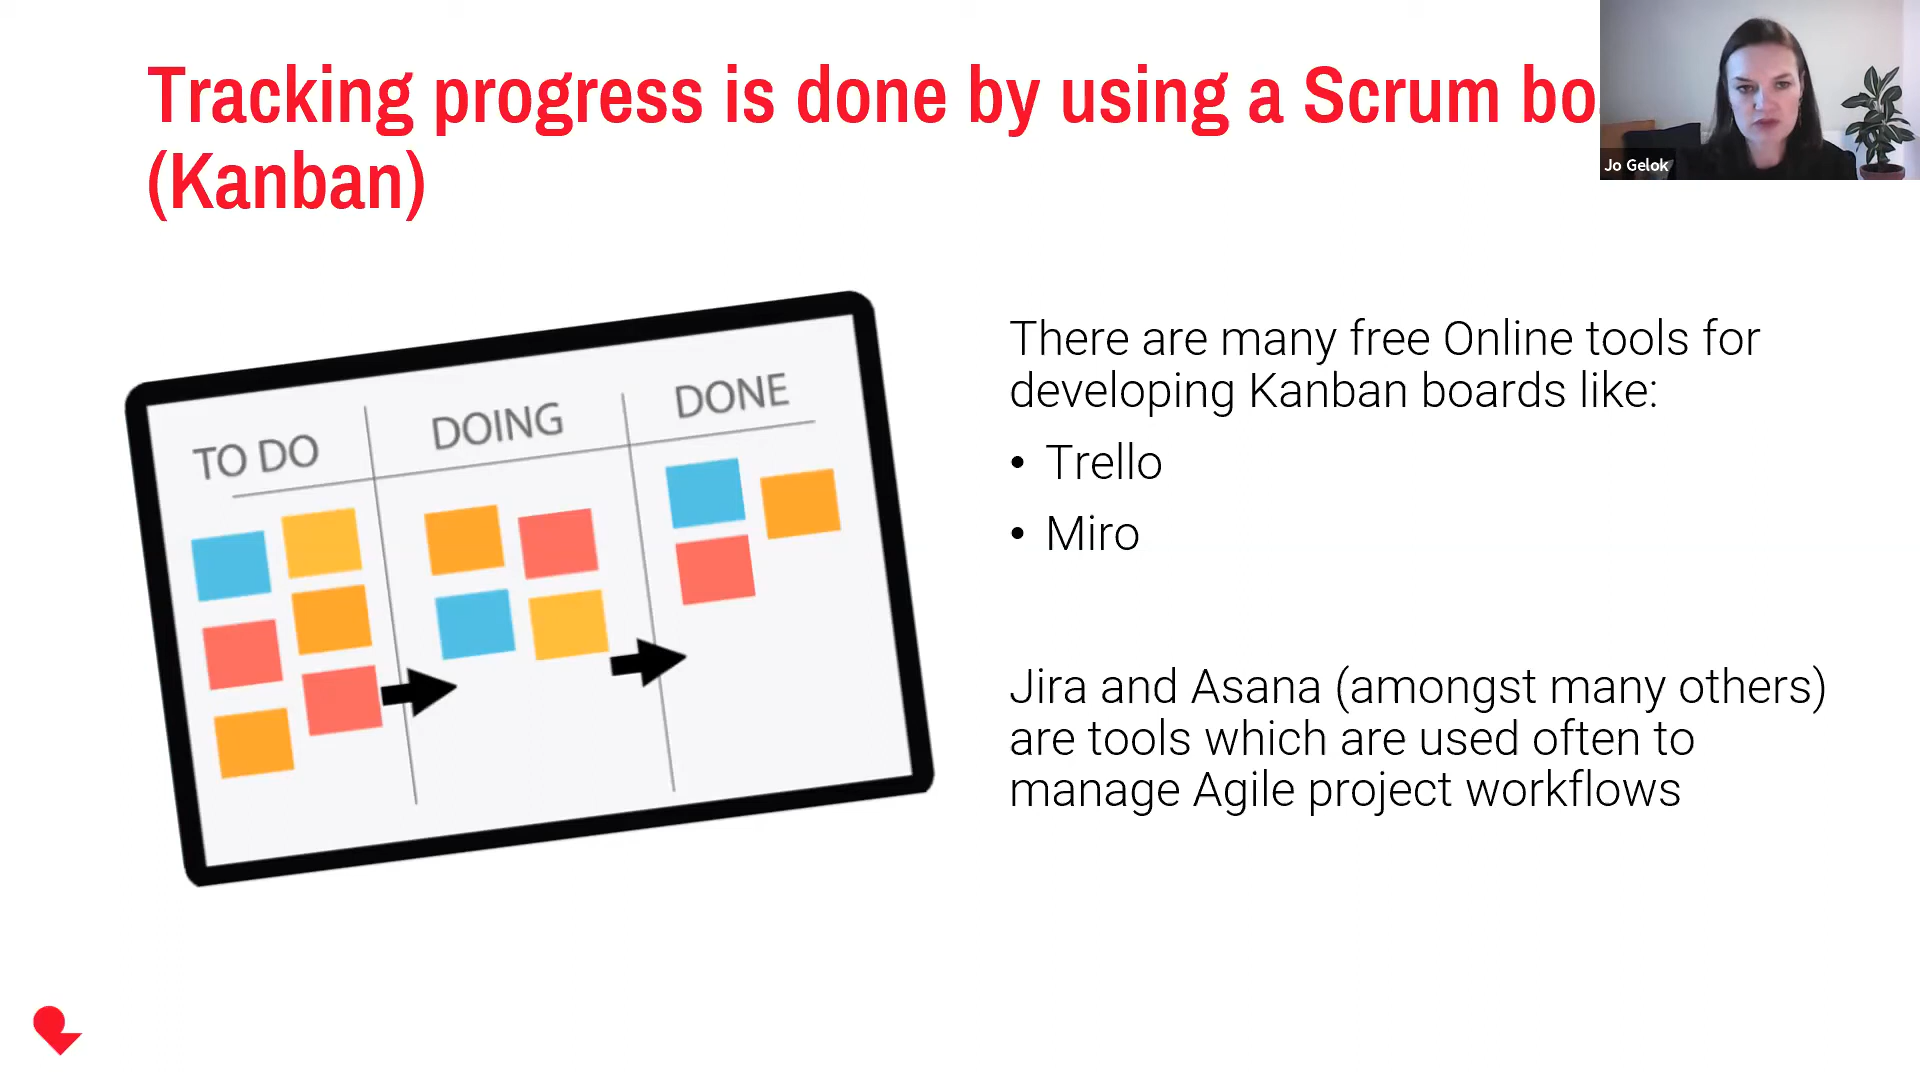 Tracking progress is done by using a Scrum
(Kanban)
Jo Gelok
TO DO
DOING
DONE
There are many free Online tools for
developing Kanban boards like:
• Trello
• Miro
Jira and Asana (amongst many others)
are tools which are used often to
manage Agile project workflows